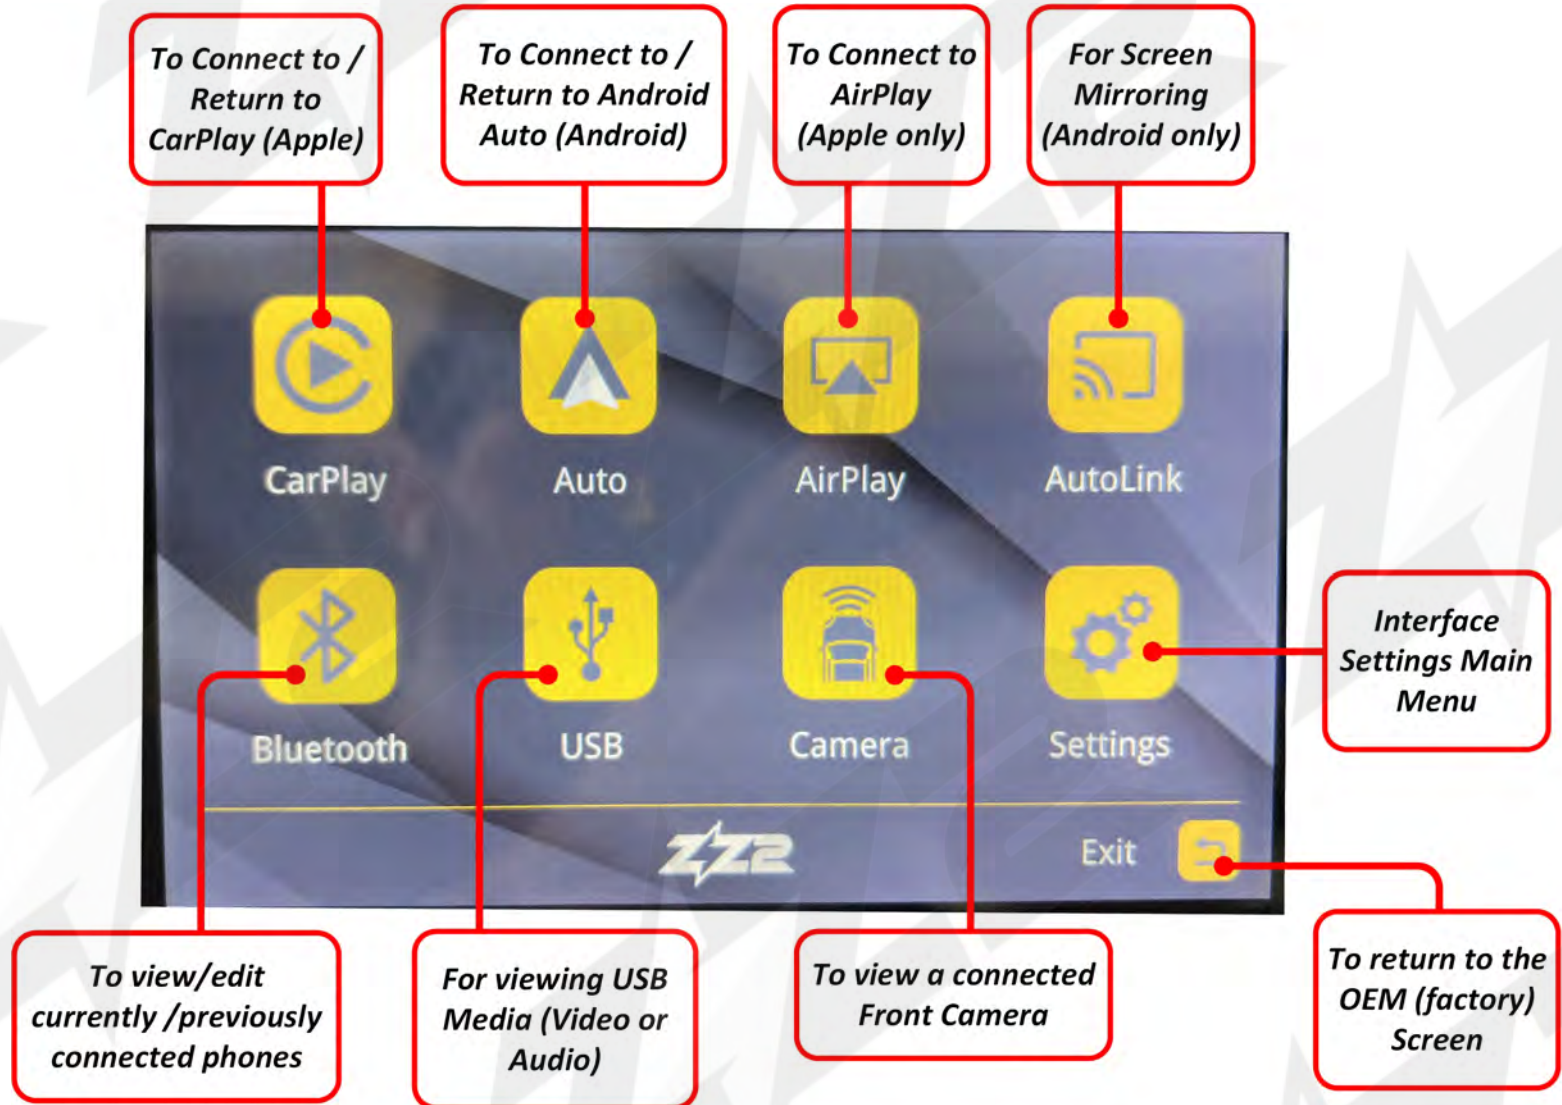 To Connect to /
Return to
CarPlay (Apple)
To Connect to /
Return to Android
Auto (Android)
To Connect to
AirPlay
(Apple only)
For Screen
Mirroring
(Android only)
CarPlay
Auto
AirPlay
AutoLink
Bluetooth
USB
Camera
Settings
Interface
Settings Main
Menu
ZZ2
Exit
To view/edit
currently /previously
connected phones
For viewing USB
Media (Video or
Audio)
To view a connected
Front Camera
To return to the
OEM (factory)
Screen